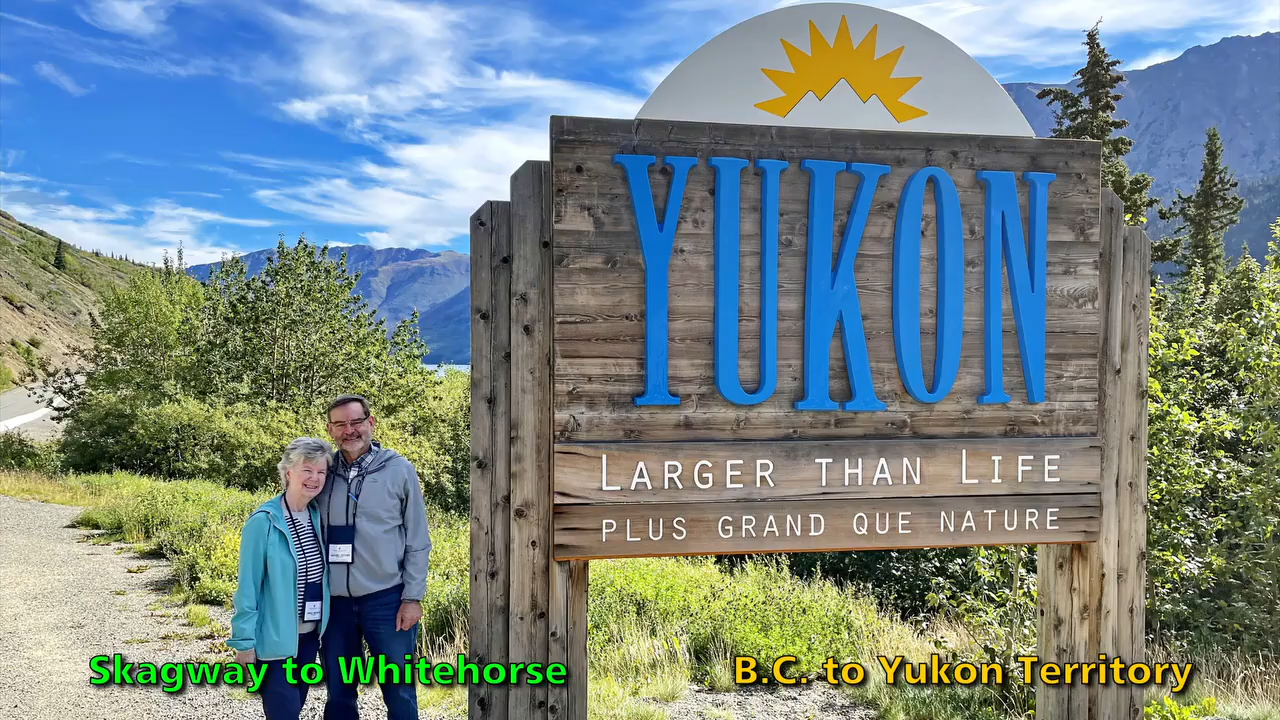 YUKON
LARGER THAN LIFE
PLUS GRAND QUE NATURE
Skagway to Whitehorse
B.C. to Yukon Territory